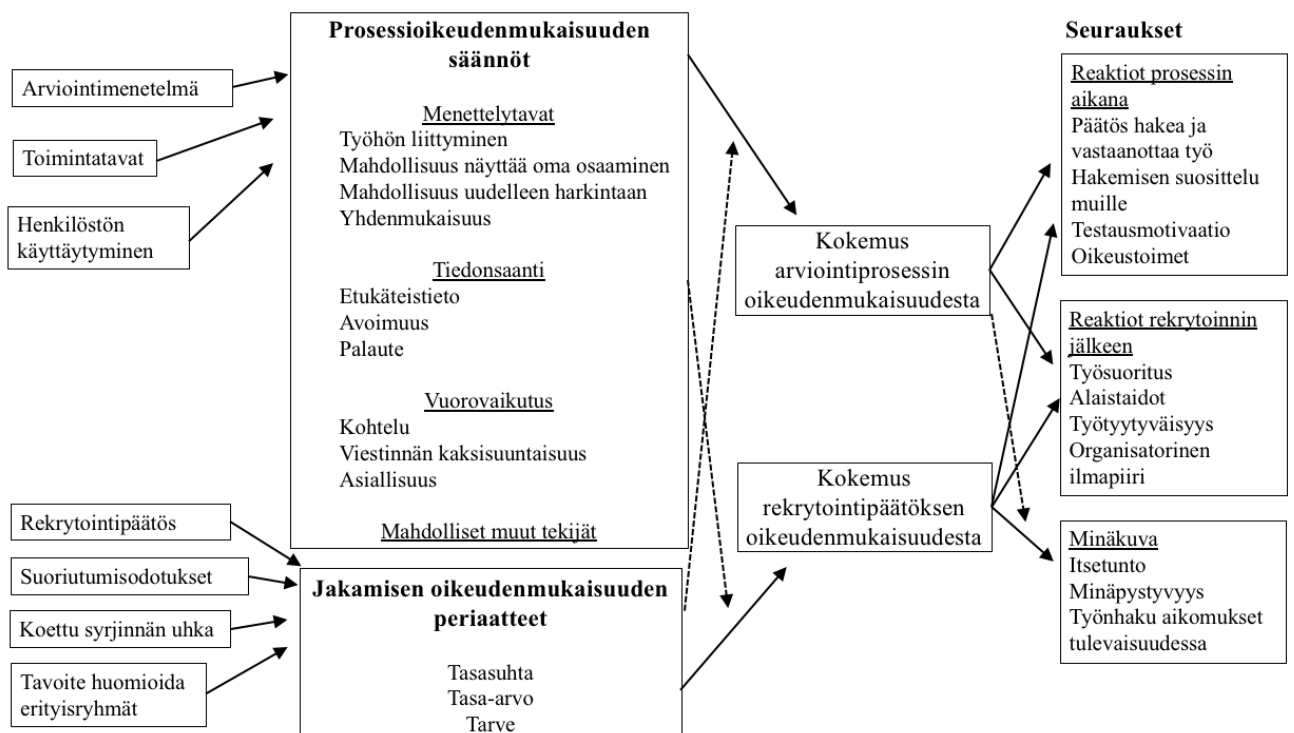 Arviointimenetelmä
Toimintatavat
Henkilöstön
käyttäytyminen
Rekrytointipäätös
Suoriutumisodotukset
Koettu syrjinnän uhka
Tavoite huomioida
erityisryhmät
Prosessioikeudenmukaisuuden
säännöt
Menettelytavat
Työhön liittyminen
Mahdollisuus näyttää oma osaaminen
Mahdollisuus uudelleen harkintaan
Yhdenmukaisuus
Tiedonsaanti
Etukäteistieto
Avoimuus
Palaute
Vuorovaikutus
Kohtelu
Viestinnän kaksisuuntaisuus
Asiallisuus
Mahdolliset muut tekijät
Jakamisen oikeudenmukaisuuden
periaatteet
Tasasuhta
Tasa-arvo
Tarve
Kokemus
arviointiprosessin
oikeudenmukaisuudesta
Kokemus
rekrytointipäätöksen
oikeudenmukaisuudesta
Seuraukset
Reaktiot prosessin
aikana
Päätös hakea ja
vastaanottaa työ
Hakemisen suosittelu
muille
Testausmotivaatio
Oikeustoimet
Reaktiot rekrytoinnin
jälkeen
Työsuoritus
Alaistaidot
Työtyytyväisyys
Organisatorinen
ilmapiiri
Minäkuva
Itsetunto
Minäpystyvyys
Työnhaku aikomukset
tulevaisuudessa